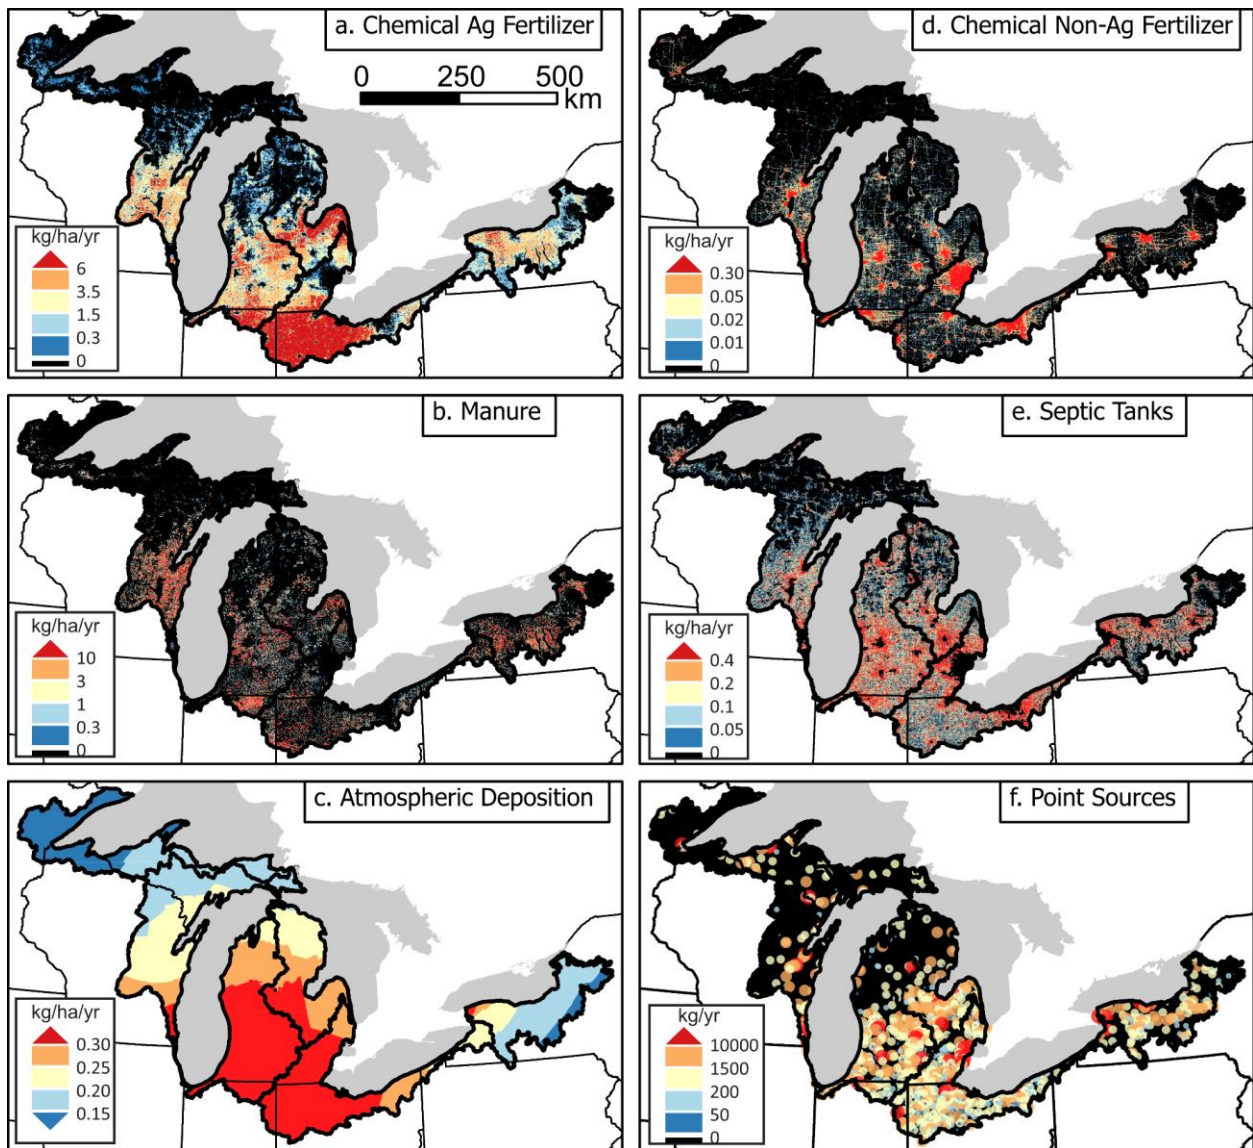 a. Chemical Ag Fertilizer
0 250 500
km
kg/ha/yr
6
3.5
1.5
0.3
0
d. Chemical Non-Ag Fertilizer
kg/ha/yr
0.30
0.05
0.02
0.01
0
b. Manure
kg/ha/yr
10
3
1
0.3
0
e. Septic Tanks
kg/ha/yr
0.4
0.2
0.1
0.05
0
c. Atmospheric Deposition
kg/ha/yr
0.30
0.25
0.20
0.15
f. Point Sources
kg/yr
10000
1500
200
50
0